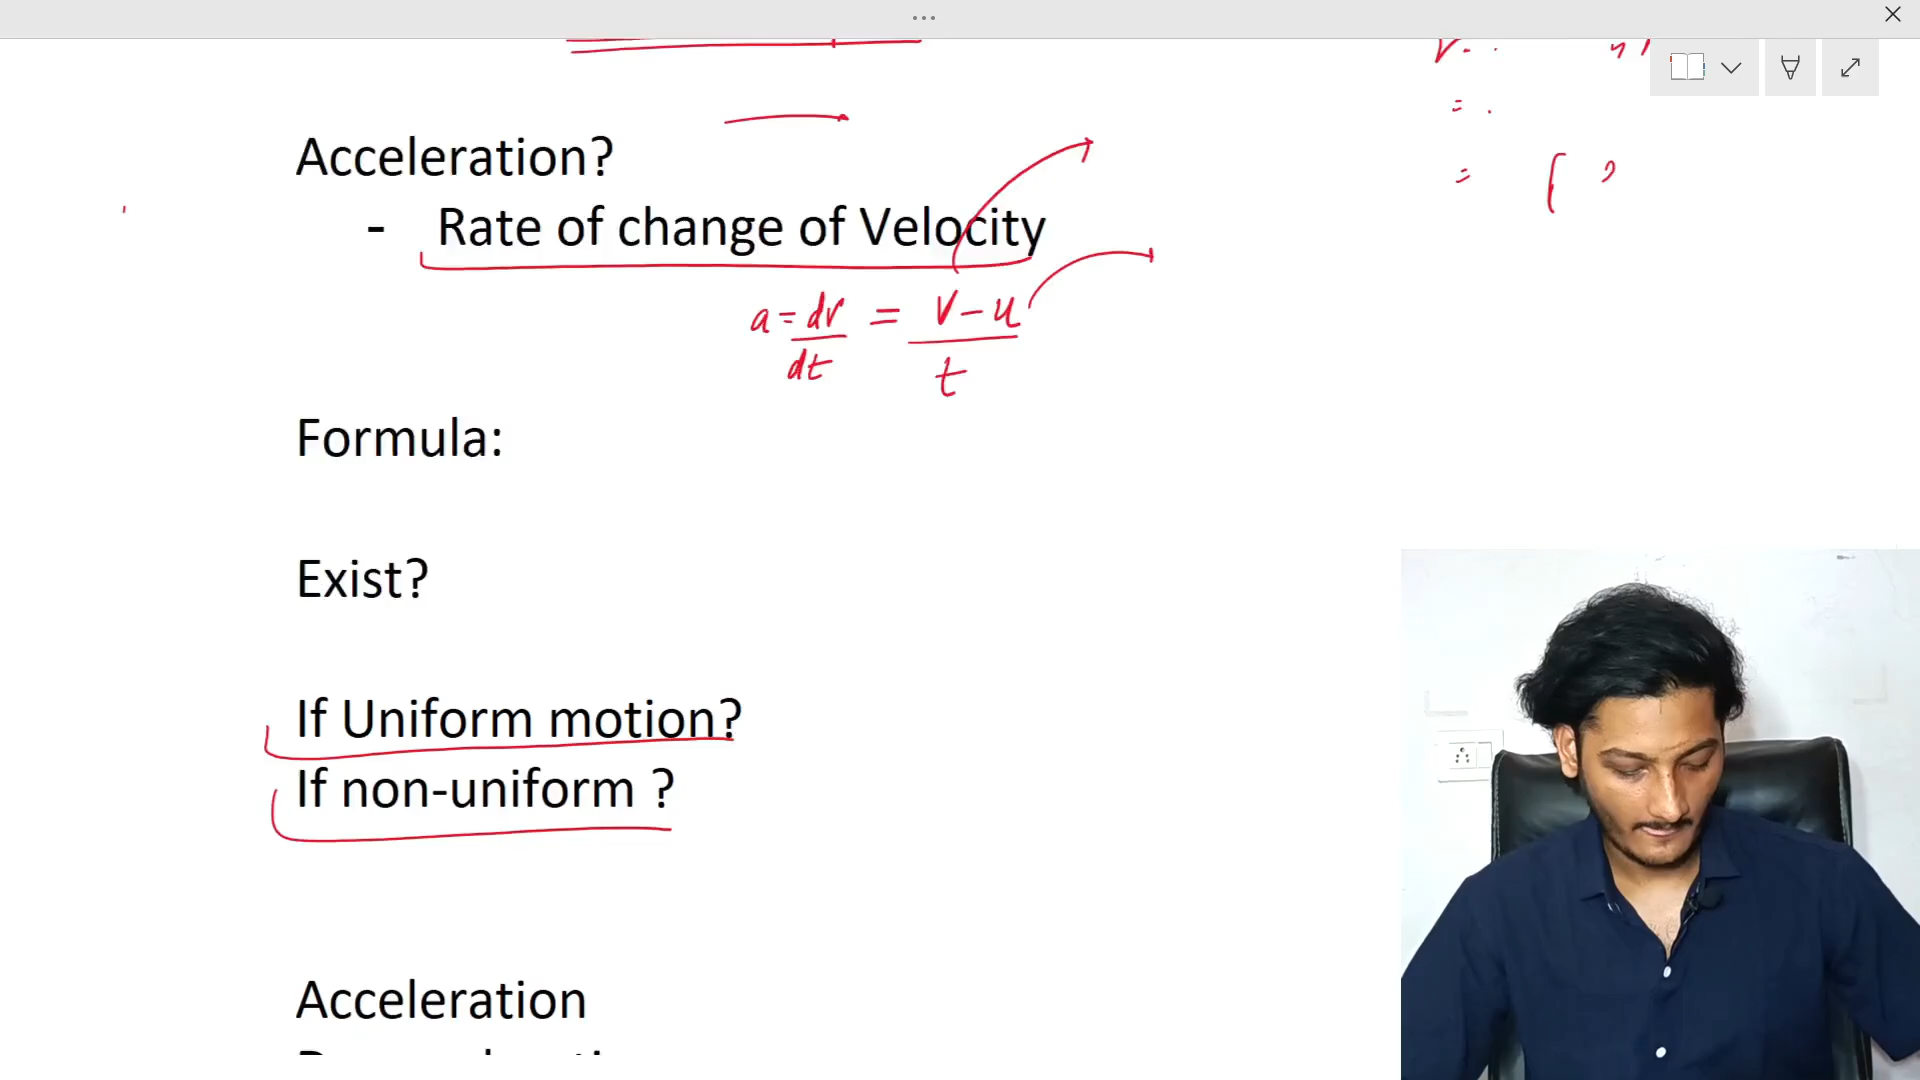 Acceleration?
- Rate of change of Velocity
a = dv/dt = v-u/t
Formula:
Exist?
If Uniform motion?
If non-uniform ?
Acceleration